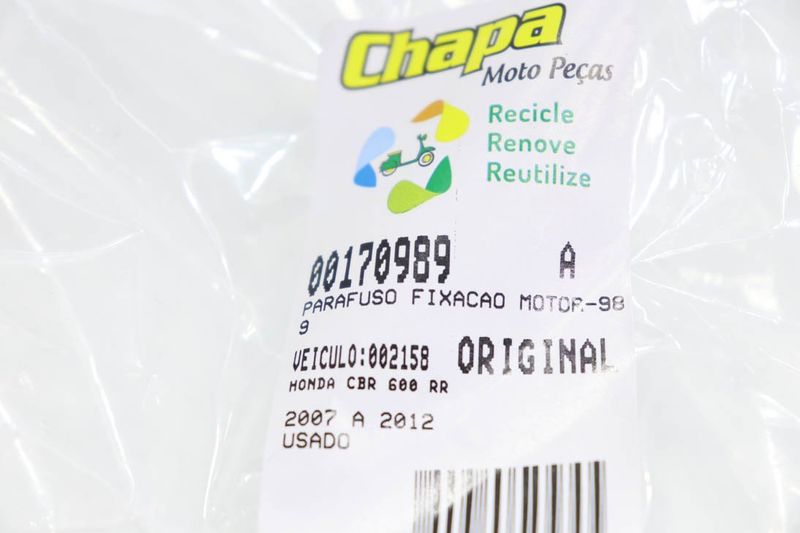 Chapa
Moto Peças
Recicle
Renove
Reutilize
00170989 A
PARAFUSO FIXACAO MOTOR-98
9
VEICULO:002158 ORIGINAL
HONDA CBR 600 RR
2007 A 2012
USADO